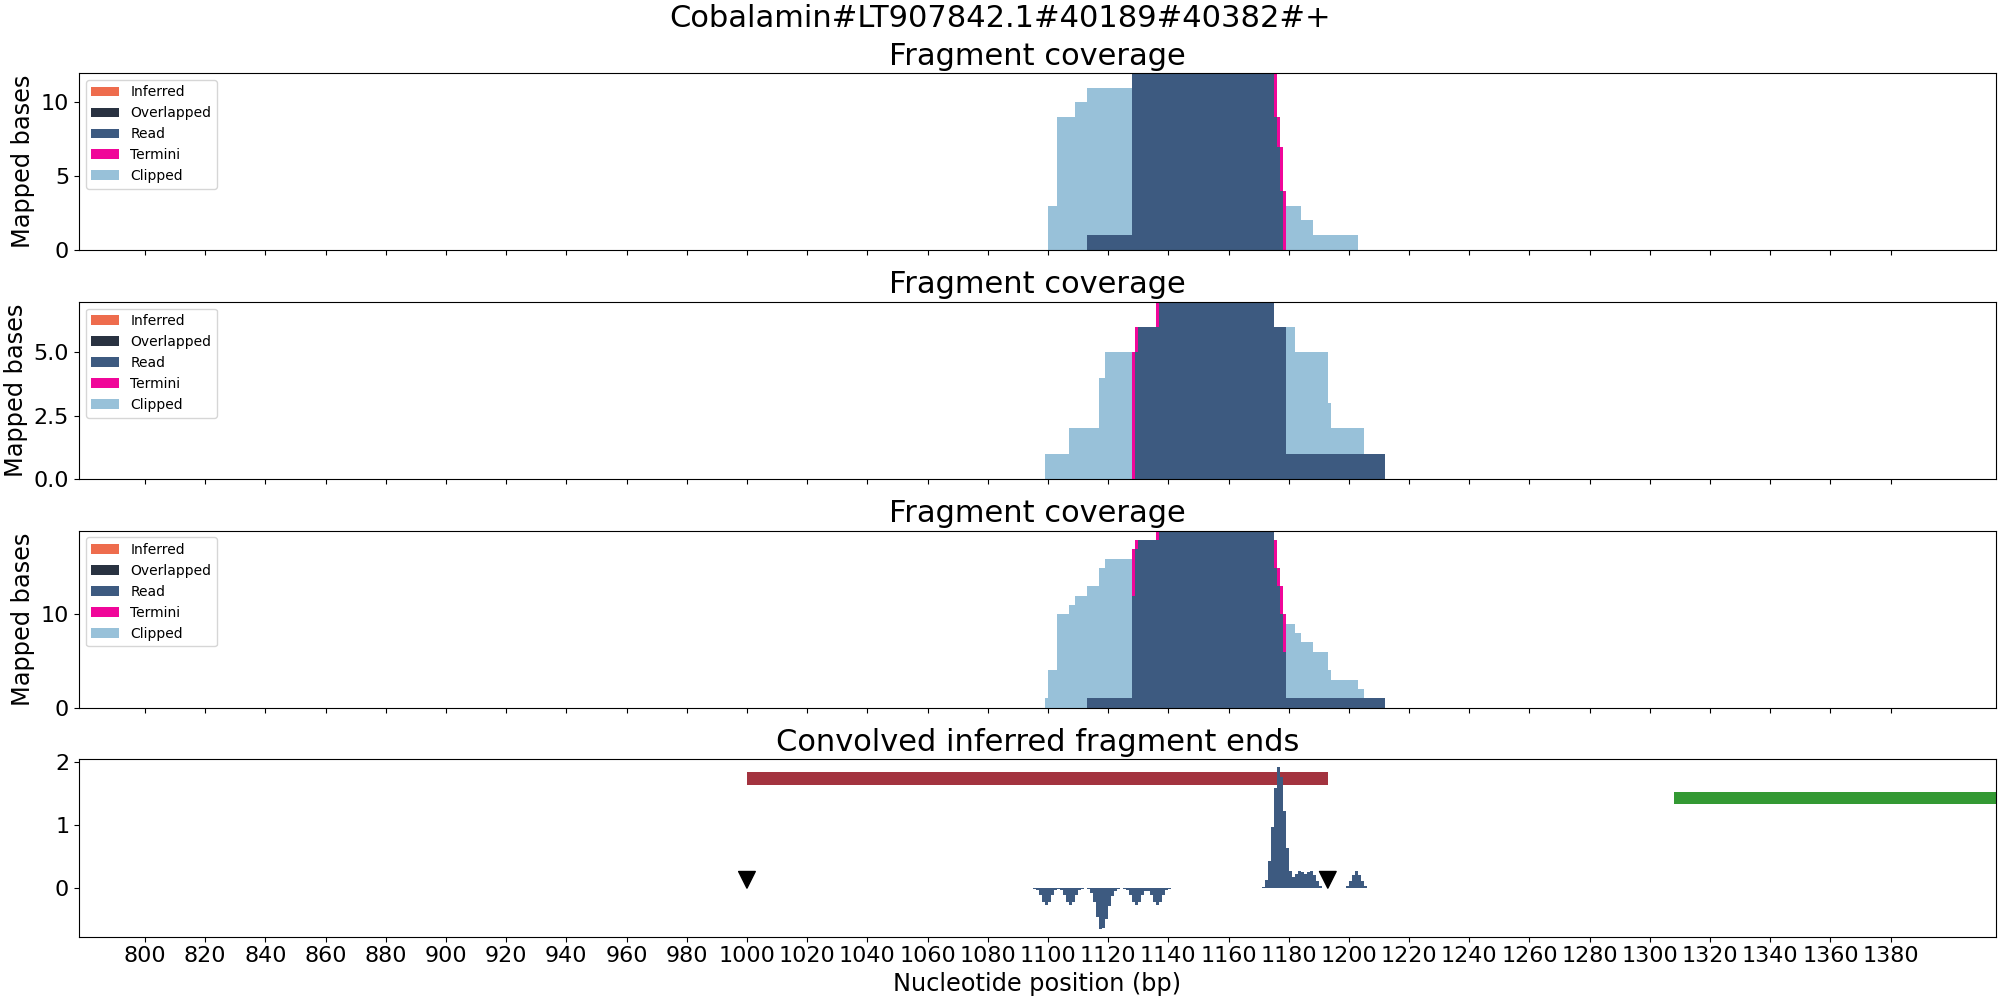 Cobalamin#LT907842.1#40189#40382#+
Fragment coverage
Mapped bases
10
5
0
Inferred
Overlapped
Read
Termini
Clipped
Fragment coverage
Mapped bases
5.0
2.5
0.0
Inferred
Overlapped
Read
Termini
Clipped
Fragment coverage
Mapped bases
10
0
Inferred
Overlapped
Read
Termini
Clipped
Convolved inferred fragment ends
2
1
0
800 820 840 860 880 900 920 940 960 980 1000 1020 1040 1060 1080 1100 1120 1140 1160 1180 1200 1220 1240 1260 1280 1300 1320 1340 1360 1380
Nucleotide position (bp)